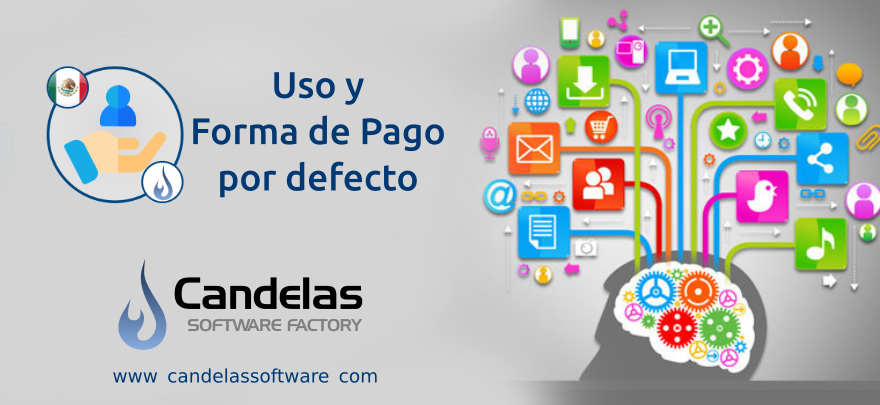 Uso y
Forma de Pago
por defecto
Candelas
SOFTWARE FACTORY
www candelassoftware com
@